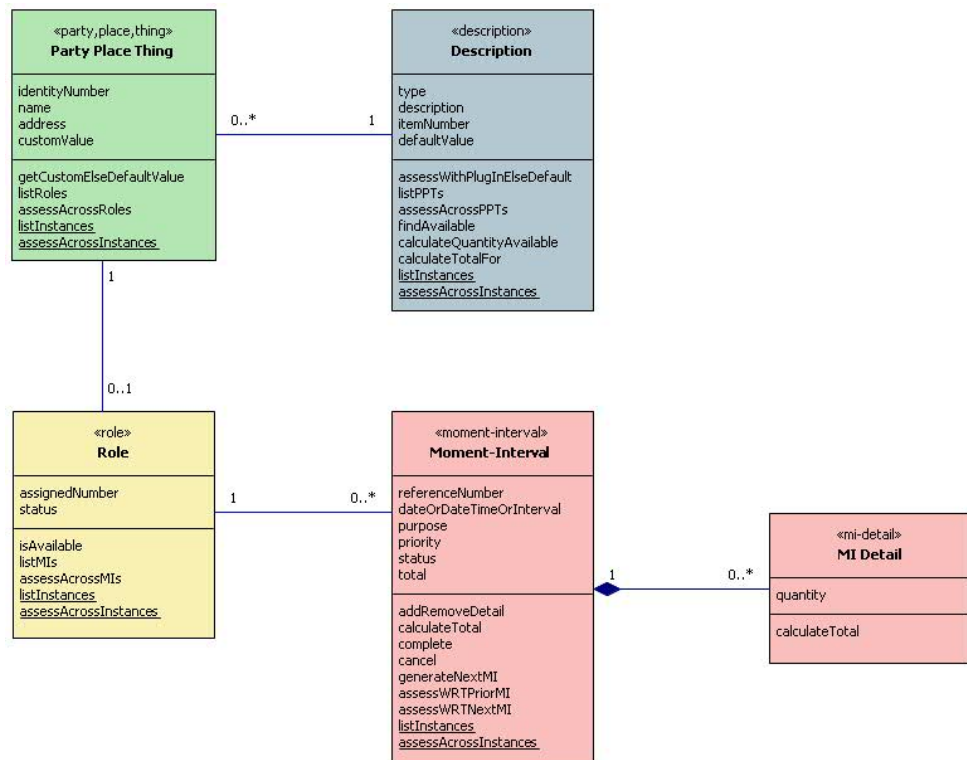 «party,place,thing»
Party Place Thing
identityNumber
name
address
customValue
getCustomElseDefaultValue
listRoles
assessAcrossRoles
listInstances
assessAcrossInstances
0..*
1
«description»
Description
type
description
itemNumber
defaultValue
assessWithPlugInElseDefault
listPPTs
assessAcrossPPTs
findAvailable
calculateQuantityAvailable
calculateTotalFor
listInstances
assessAcrossInstances
1
0..1
«role»
Role
assignedNumber
status
isAvailable
listMIs
assessAcrossMIs
listInstances
assessAcrossInstances
1
0..*
«moment-interval»
Moment-Interval
referenceNumber
dateOrDateTimeOrInterval
purpose
priority
status
total
addRemoveDetail
calculateTotal
complete
cancel
generateNextMI
assessWRTPriorMI
assessWRTNextMI
listInstances
assessAcrossInstances
1
0..*
«mi-detail»
MI Detail
quantity
calculateTotal